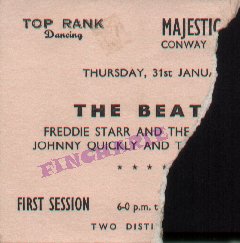 TOP RANK MAJESTIC
Dancing CONWAY
THURSDAY, 31st JANU
THE BEAT
FREDDIE STARR AND THE
JOHNNY QUICKLY AND T
* * * *
FIRST SESSION 6-0 p.m. t
TWO DISTI